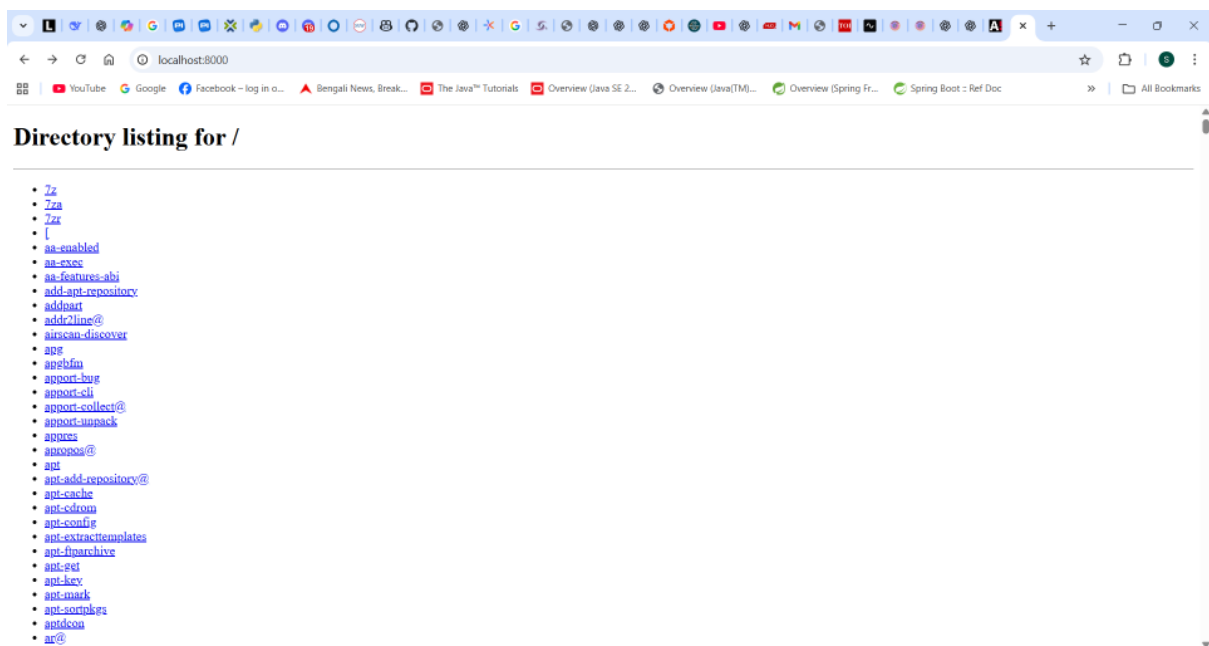 localhost:8000
YouTube Google Facebook – log in o... Bengali News, Break... The Java™ Tutorials Overview (Java SE 2... Overview (Java(TM)... Overview (Spring Fr... Spring Boot :: Ref Doc » All Bookmarks
Directory listing for /
7z
7za
7zr
[
aa-enabled
aa-exec
aa-features-abi
add-apt-repository
addpart
addr2line@
airscan-discover
apg
apgbfm
apport-bug
apport-cli
apport-collect@
apport-unpack
appres
apropos@
apt
apt-add-repository@
apt-cache
apt-cdrom
apt-config
apt-extracttemplates
apt-ftparchive
apt-get
apt-key
apt-mark
apt-sortpkgs
aptdcon
ar@